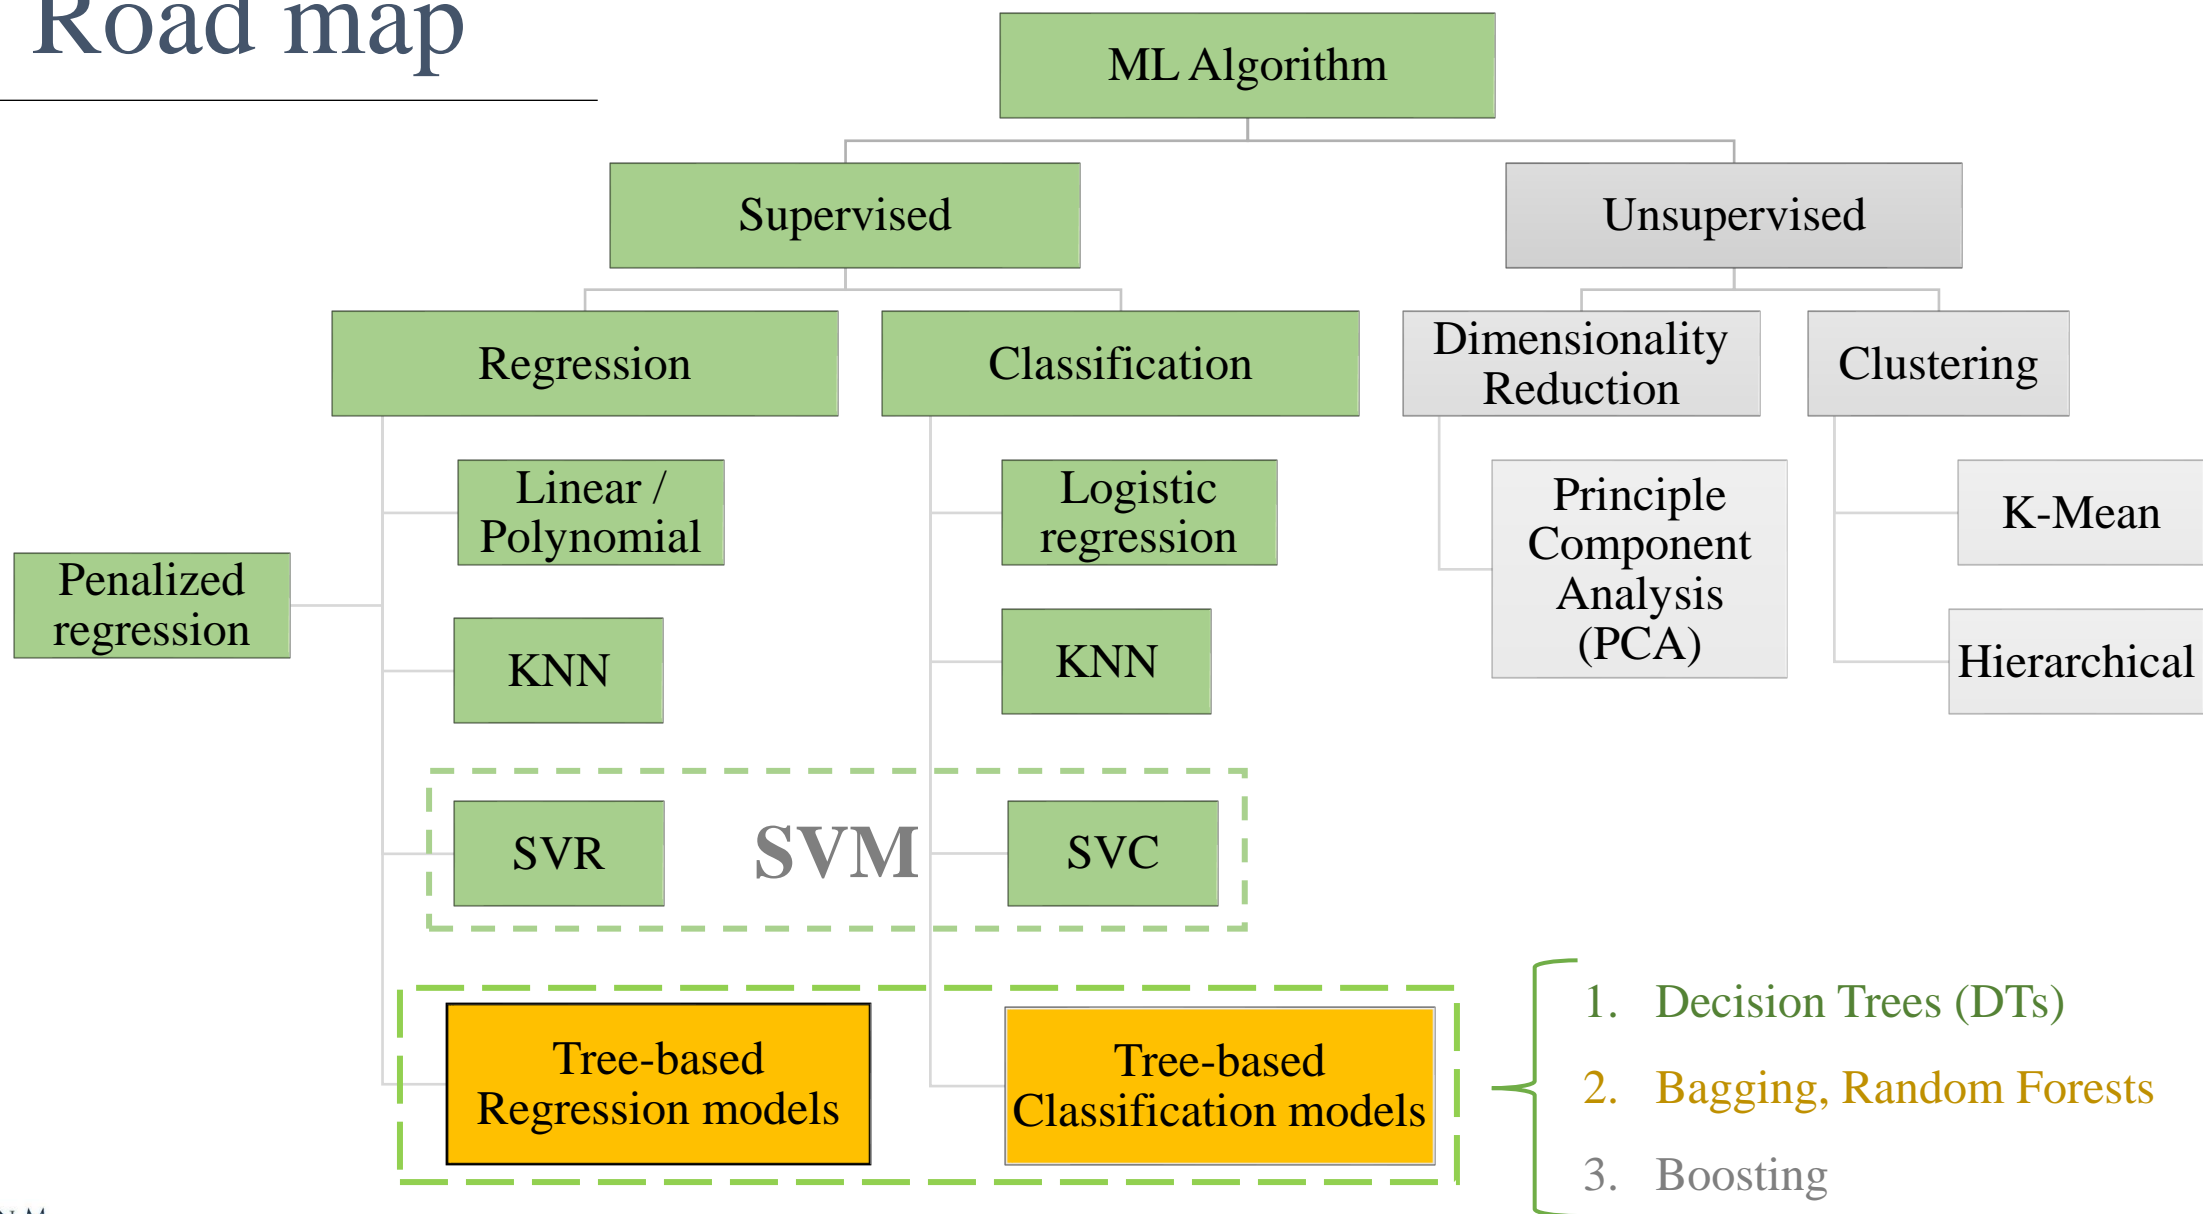 Road map
ML Algorithm
Supervised
Unsupervised
Regression
Classification
Dimensionality
Reduction
Clustering
Linear /
Polynomial
Logistic
regression
Principle
Component
Analysis
(PCA)
K-Mean
Penalized
regression
KNN
KNN
Hierarchical
SVR
SVM
SVC
Tree-based
Regression models
Tree-based
Classification models
1. Decision Trees (DTs)
2. Bagging, Random Forests
3. Boosting